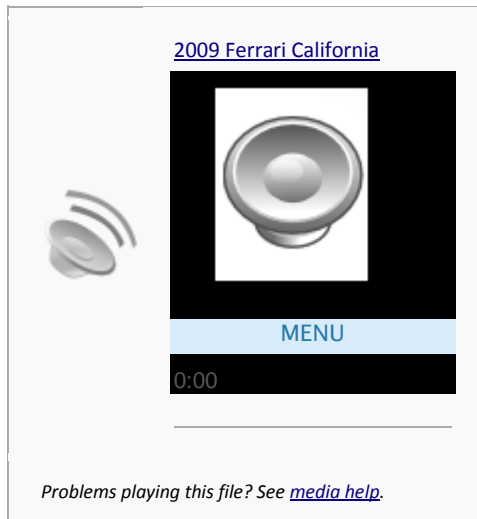 2009 Ferrari California
MENU
0:00
Problems playing this file? See media help.